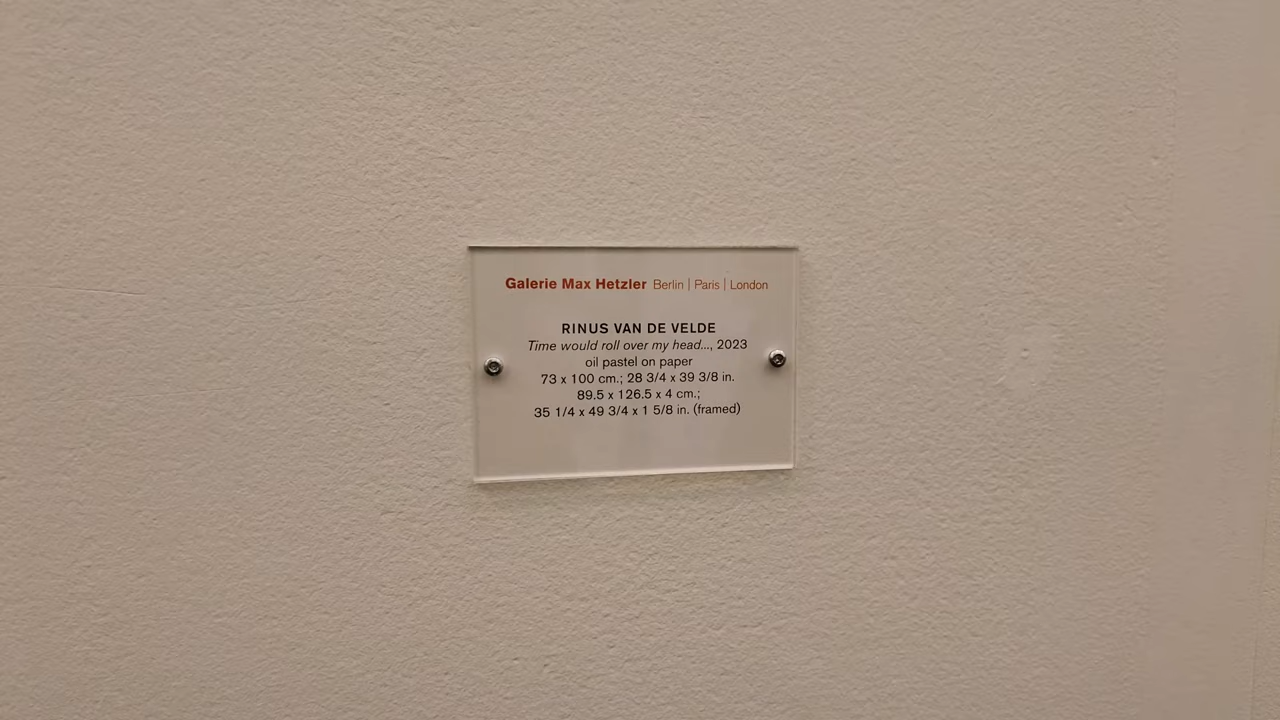 Galerie Max Hetzler Berlin | Paris | London
RINUS VAN DE VELDE
Time would roll over my head..., 2023
oil pastel on paper
73 x 100 cm.; 28 3/4 x 39 3/8 in.
89.5 x 126.5 x 4 cm.;
35 1/4 x 49 3/4 x 1 5/8 in. (framed)